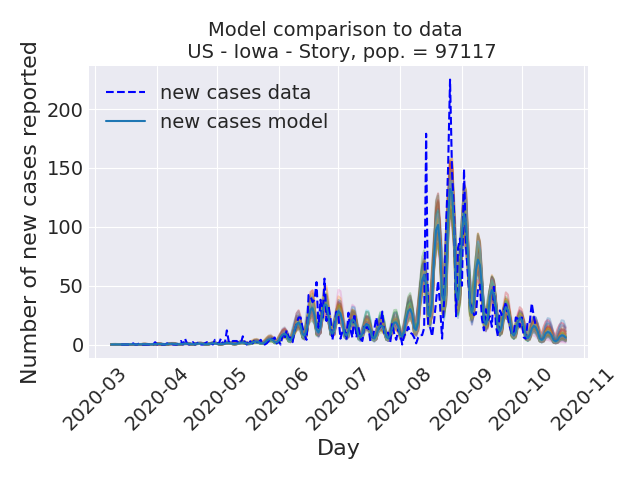 Model comparison to data
US - Iowa - Story, pop. = 97117
Number of new cases reported
new cases data
new cases model
200
150
100
50
0
2020-03
2020-04
2020-05
2020-06
2020-07
2020-08
2020-09
2020-10
2020-11
Day